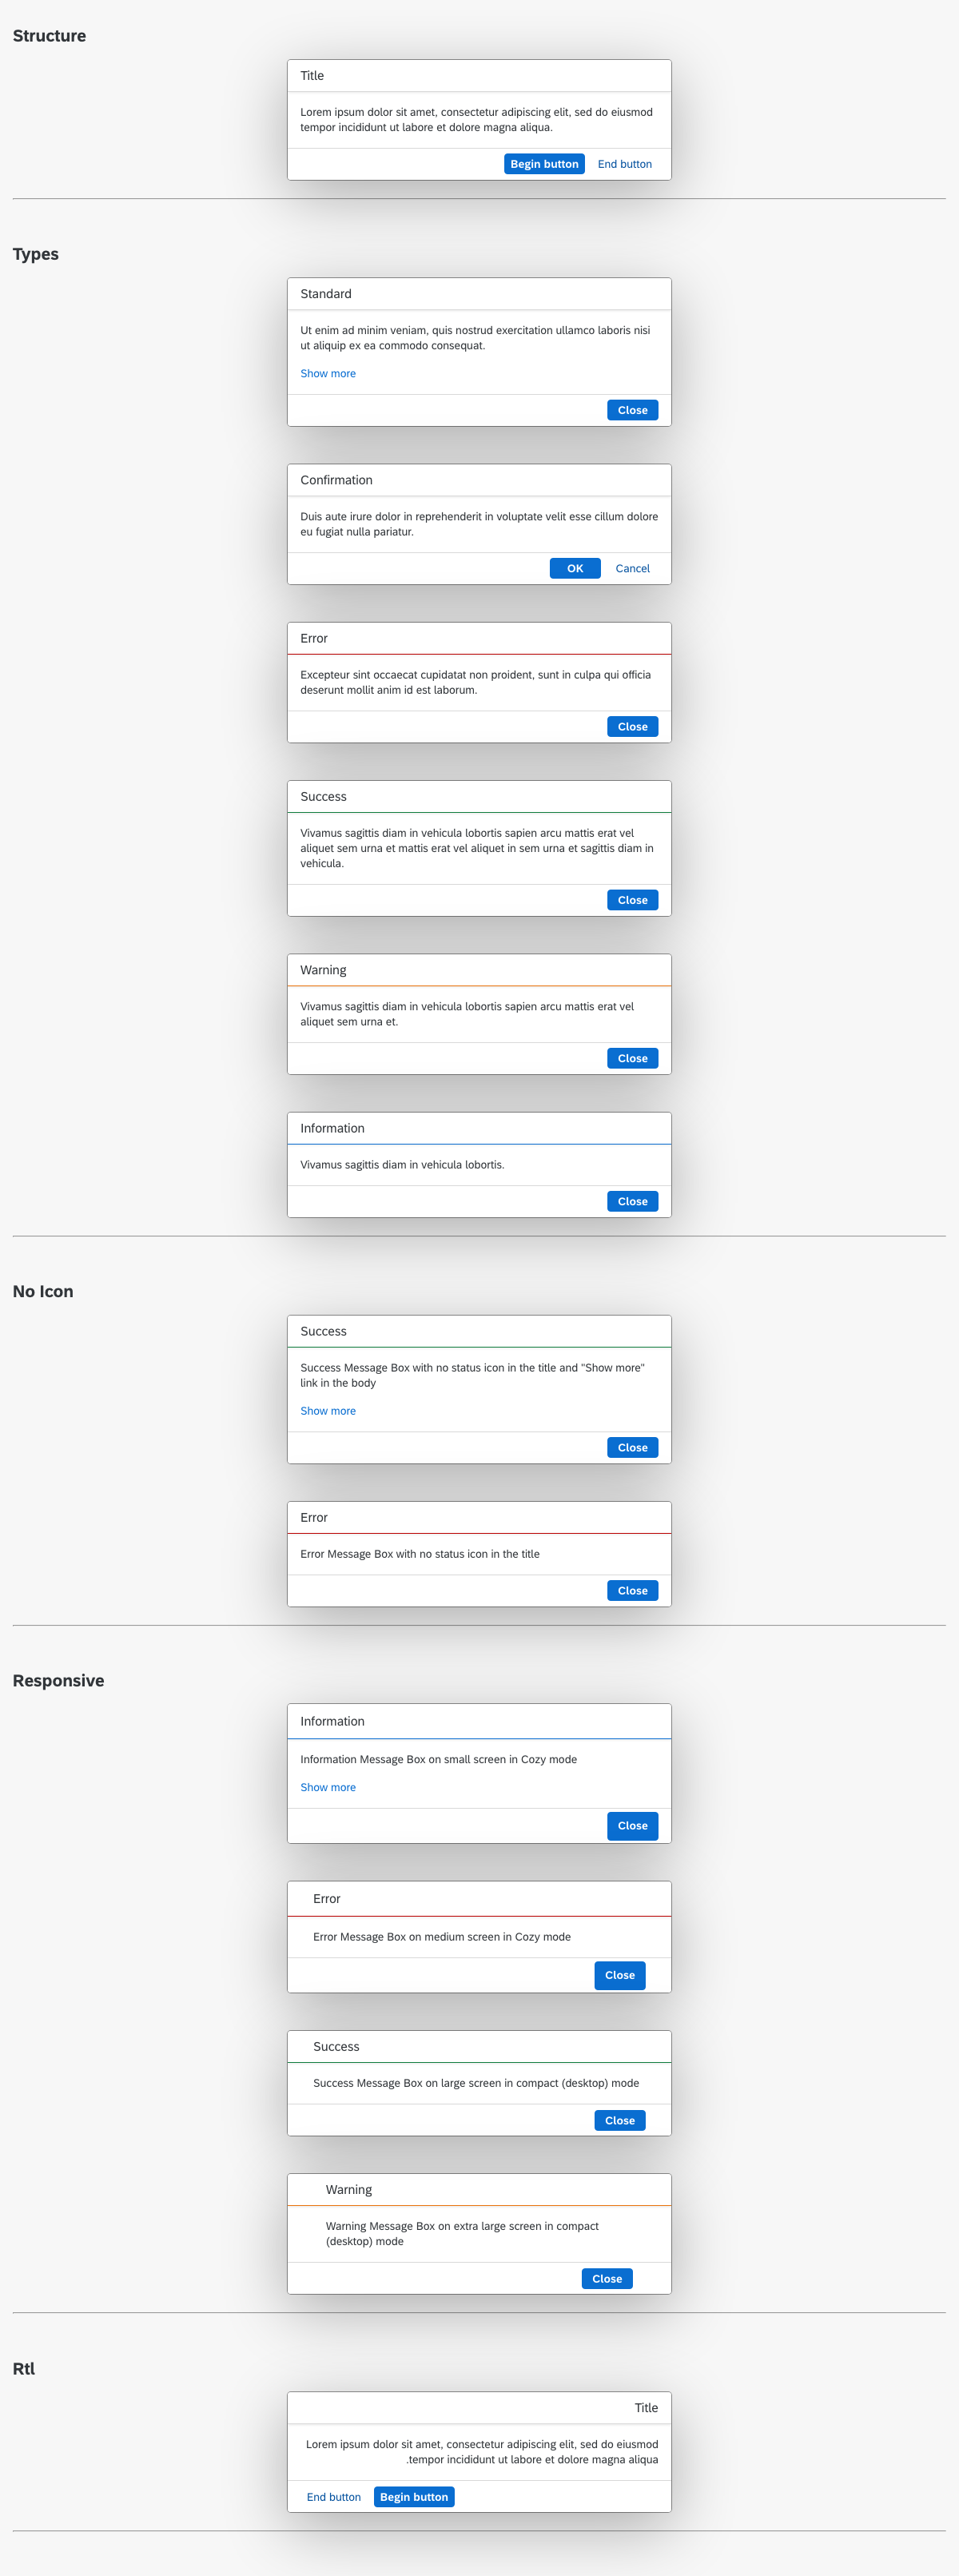 Structure
Title
Lorem ipsum dolor sit amet, consectetur adipiscing elit, sed do eiusmod
tempor incididunt ut labore et dolore magna aliqua.
Begin button End button
Types
Standard
Ut enim ad minim veniam, quis nostrud exercitation ullamco laboris nisi
ut aliquip ex ea commodo consequat.
Show more
Close
Confirmation
Duis aute irure dolor in reprehenderit in voluptate velit esse cillum dolore
eu fugiat nulla pariatur.
OK Cancel
Error
Excepteur sint occaecat cupidatat non proident, sunt in culpa qui officia
deserunt mollit anim id est laborum.
Close
Success
Vivamus sagittis diam in vehicula lobortis sapien arcu mattis erat vel
aliquet sem urna et mattis erat vel aliquet in sem urna et sagittis diam in
vehicula.
Close
Warning
Vivamus sagittis diam in vehicula lobortis sapien arcu mattis erat vel
aliquet sem urna et.
Close
Information
Vivamus sagittis diam in vehicula lobortis.
Close
No Icon
Success
Success Message Box with no status icon in the title and "Show more"
link in the body
Show more
Close
Error
Error Message Box with no status icon in the title
Close
Responsive
Information
Information Message Box on small screen in Cozy mode
Show more
Close
Error
Error Message Box on medium screen in Cozy mode
Close
Success
Success Message Box on large screen in compact (desktop) mode
Close
Warning
Warning Message Box on extra large screen in compact
(desktop) mode
Close
Rtl
Title
Lorem ipsum dolor sit amet, consectetur adipiscing elit, sed do eiusmod
.tempor incididunt ut labore et dolore magna aliqua
End button Begin button